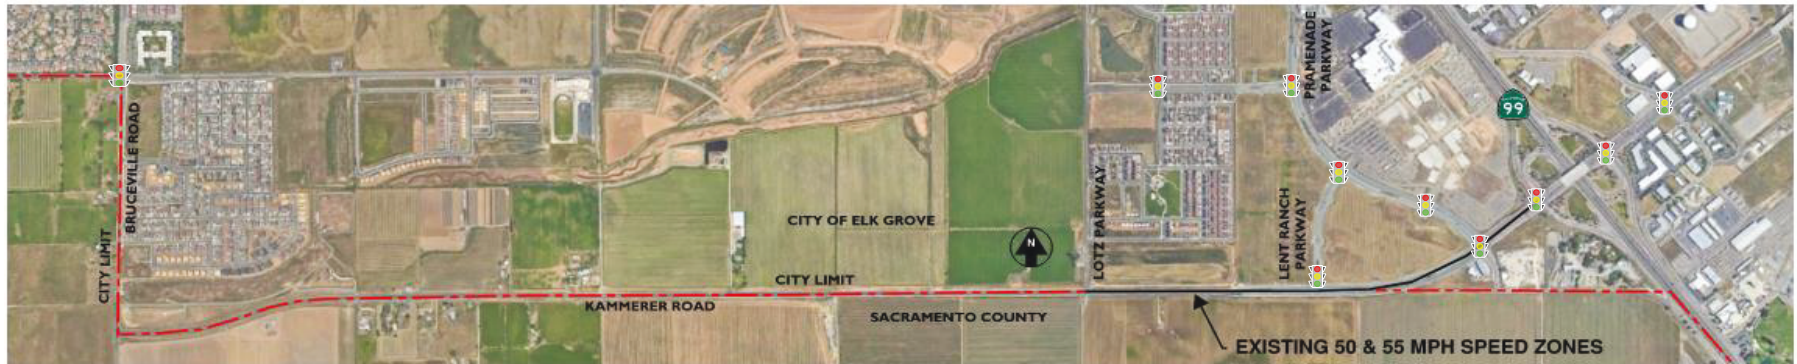 BRUCEVILLE ROAD
CITY LIMIT
KAMMERER ROAD
CITY OF ELK GROVE
CITY LIMIT
SACRAMENTO COUNTY
N
LOTZ PARKWAY
LENT RANCH
PARKWAY
PRAMENADE
PARKWAY
99
EXISTING 50 & 55 MPH SPEED ZONES